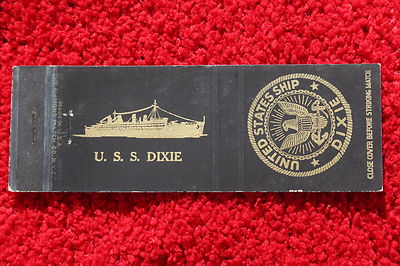 U. S. S. DIXIE
UNITED STATES SHIP
DIXIE
CLOSE COVER BEFORE STRIKING MATCH